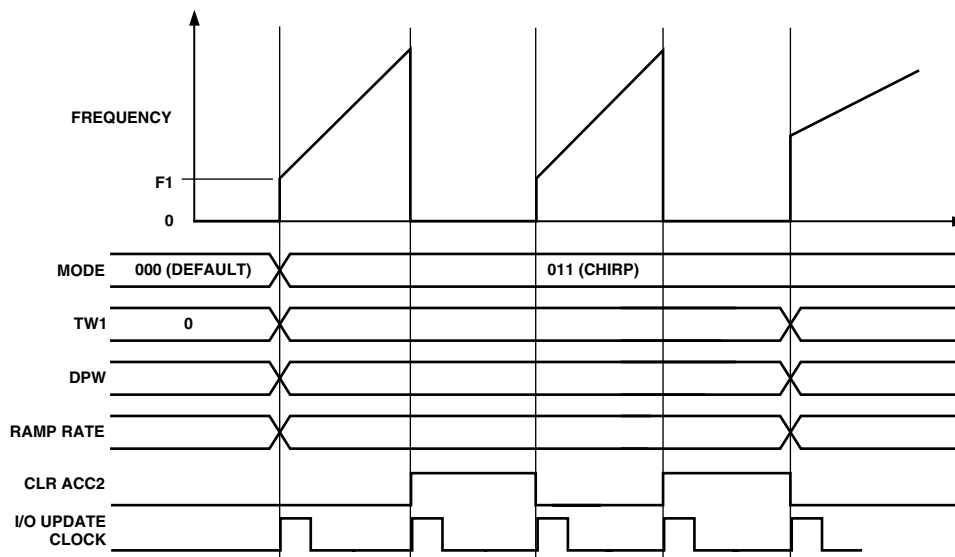 FREQUENCY
F1
0
MODE
000 (DEFAULT)
011 (CHIRP)
TW1
0
DPW
RAMP RATE
CLR ACC2
I/O UPDATE
CLOCK